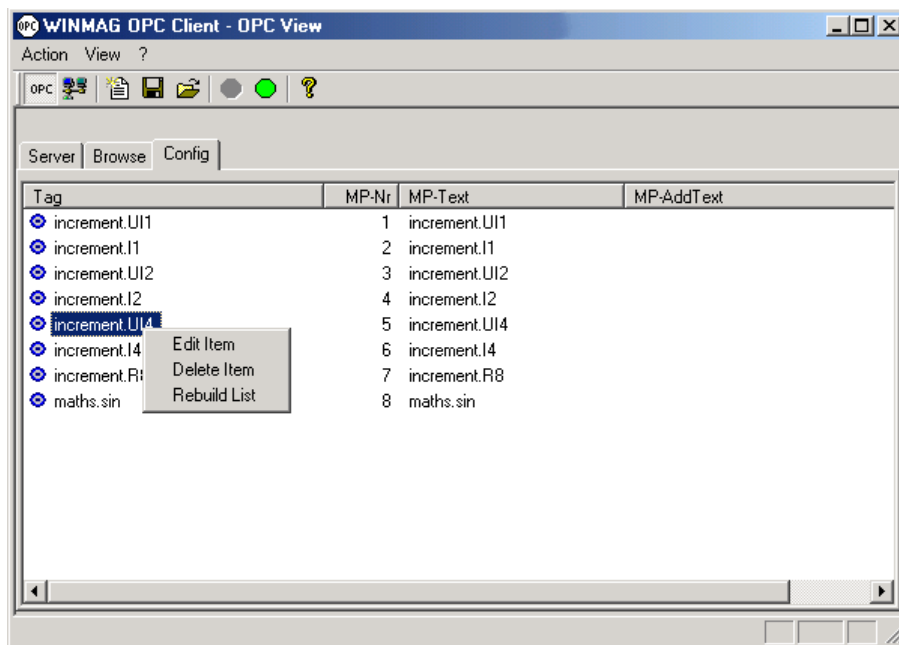 WINMAG OPC Client - OPC View
Action View ?
OPC
Server Browse Config
Tag MP-Nr MP-Text MP-AddText
increment.UI1 1 increment.UI1
increment.I1 2 increment.I1
increment.UI2 3 increment.UI2
increment.I2 4 increment.I2
increment.UI4 5 increment.UI4
increment.I4 6 increment.I4
increment.R 7 increment.R8
maths.sin 8 maths.sin
Edit Item
Delete Item
Rebuild List